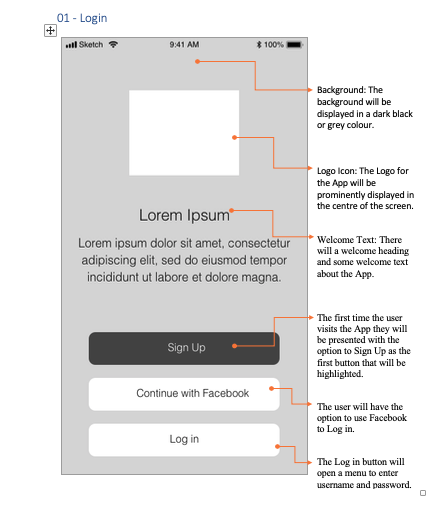 01 - Login
Sketch 9:41 AM 100%
Background: The
background will be
displayed in a dark black
or grey colour.
Logo Icon: The Logo for
the App will be
prominently displayed in
the centre of the screen.
Lorem Ipsum
Lorem ipsum dolor sit amet, consectetur
adipiscing elit, sed do eiusmod tempor
incididunt ut labore et dolore magna.
Welcome Text: There
will a welcome heading
and some welcome text
about the App.
Sign Up
The first time the user
visits the App they will
be presented with the
option to Sign Up as the
first button that will be
highlighted.
Continue with Facebook
The user will have the
option to use Facebook
to Log in.
Log in
The Log in button will
open a menu to enter
username and password.